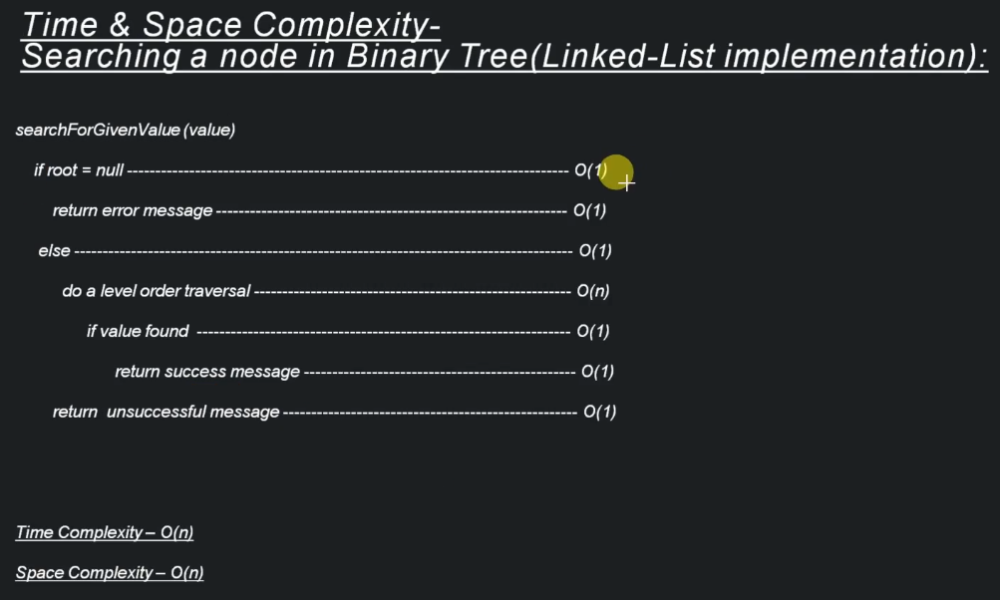 Time & Space Complexity-
Searching a node in Binary Tree(Linked-List implementation):
searchForGivenValue (value)
if root = null ------------------------------------------------------------------------------- O(1)
return error message --------------------------------------------------------------- O(1)
else ----------------------------------------------------------------------------------------- O(1)
do a level order traversal --------------------------------------------------------- O(n)
if value found ------------------------------------------------------------------- O(1)
return success message ------------------------------------------------- O(1)
return unsuccessful message ----------------------------------------------------- O(1)
Time Complexity – O(n)
Space Complexity – O(n)